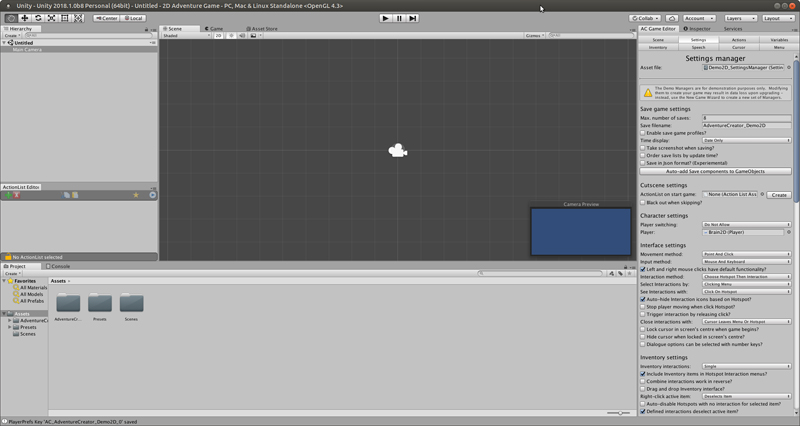 Unity - Unity 2018.1.0b8 Personal (64bit) - Untitled - 2D Adventure Game - PC, Mac & Linux Standalone <OpenGL 4.3>
Center Local Collab Account Layers Layout
Hierarchy
Create
Untitled
Main Camera
ActionList Editor
No ActionList selected
Scene Game Asset Store
Shaded 2D Gizmos
Camera Preview
Project Console
Create
Favorites
All Materials
All Models
All Prefabs
Assets
AdventureC
Presets
Scenes
Assets
AdventureCr... Presets Scenes
PlayerPrefs Key 'AC_AdventureCreator_Demo2D_0' saved
AC Game Editor Inspector Services
Scene Settings Actions Variables
Inventory Speech Cursor Menu
Settings manager
Asset file: Demo2D_SettingsManager (Settin
The Demo Managers are for demonstration purposes only. Modifying
them to create your game may result in data loss upon upgrading -
instead, use the New Game Wizard to create a new set of Managers.
Save game settings
Max. number of saves: 8
Save filename: AdventureCreator_Demo2D
Enable save game profiles?
Time display: Date Only
Take screenshot when saving?
Order save lists by update time?
Save in Json format? (Experimental)
Auto-add Save components to GameObjects
Cutscene settings
ActionList on start game: None (Action List Ass Create
Black out when skipping?
Character settings
Player switching: Do Not Allow
Player: Brain2D (Player)
Interface settings
Movement method: Point And Click
Input method: Mouse And Keyboard
Left and right mouse clicks have default functionality?
Interaction method: Choose Hotspot Then Interaction
Select Interactions by: Clicking Menu
See Interactions with: Click On Hotspot
Auto-hide Interaction icons based on Hotspot?
Stop player moving when click Hotspot?
Trigger interaction by releasing click?
Close interactions with: Cursor Leaves Menu Or Hotspot
Lock cursor in screen's centre when game begins?
Hide cursor when locked in screen's centre?
Dialogue options can be selected with number keys?
Inventory settings
Inventory interactions: Single
Include Inventory items in Hotspot Interaction menus?
Combine interactions work in reverse?
Drag and drop Inventory interface?
Right-click active item: Deselects Item
Auto-disable Hotspots with no interaction for selected item?
Defined interactions deselect active item?